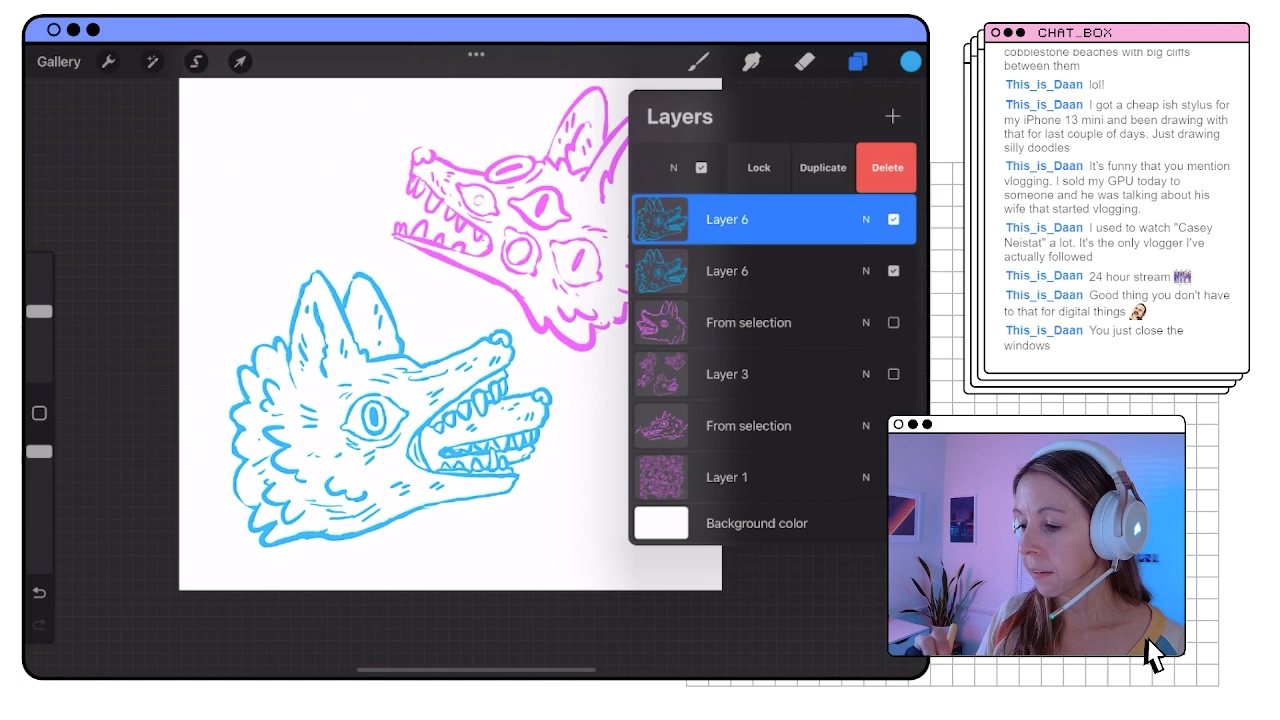 Gallery
Layers
N
Lock
Duplicate
Delete
Layer 6
N
Layer 6
N
From selection
N
Layer 3
N
From selection
N
Layer 1
N
Background color
CHAT_BOX
cobblestone beaches with big cliffs
between them
This_is_Daan lol!
This_is_Daan I got a cheap ish stylus for
my iPhone 13 mini and been drawing with
that for last couple of days. Just drawing
silly doodles
This_is_Daan It's funny that you mention
vlogging. I sold my GPU today to
someone and he was talking about his
wife that started vlogging.
This_is_Daan I used to watch "Casey
Neistat" a lot. It's the only vlogger I've
actually followed
This_is_Daan 24 hour stream
This_is_Daan Good thing you don't have
to that for digital things
This_is_Daan You just close the
windows